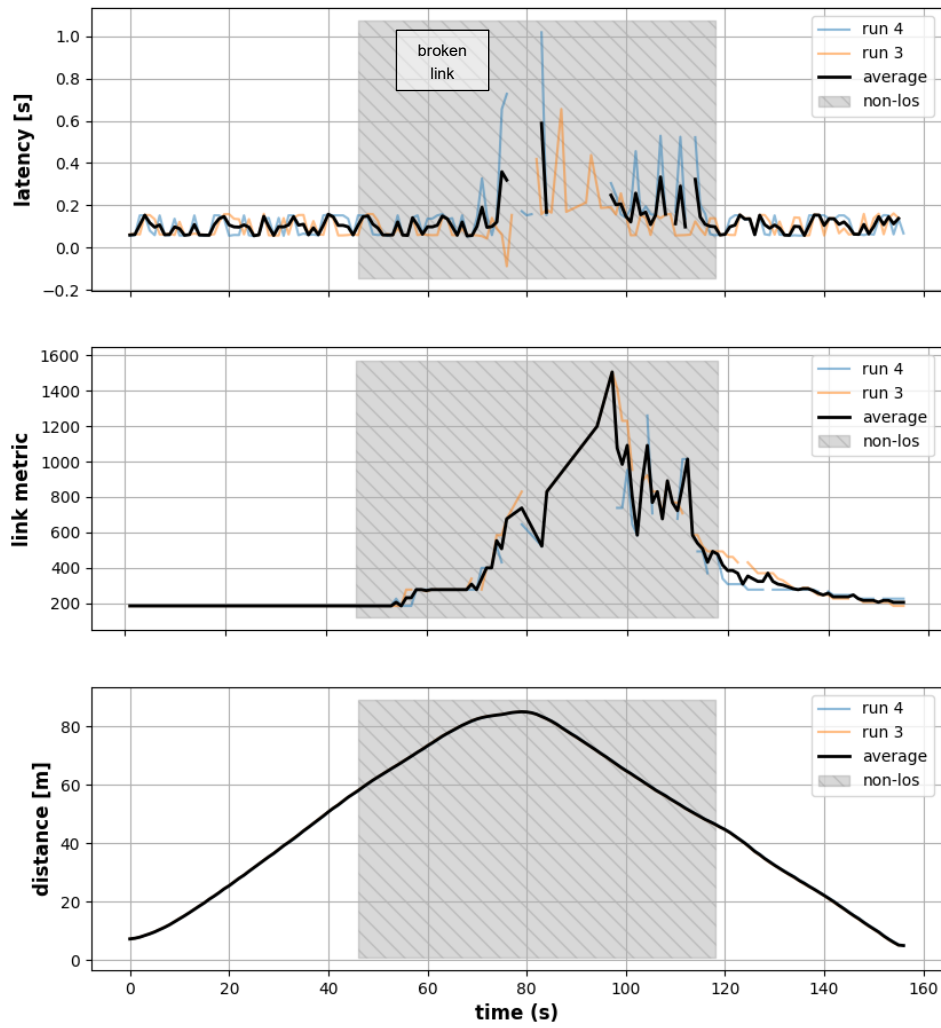 latency [s]
1.0
0.8
0.6
0.4
0.2
0.0
−0.2
broken
link
run 4
run 3
average
non-los
link metric
1600
1400
1200
1000
800
600
400
200
run 4
run 3
average
non-los
distance [m]
80
60
40
20
0
run 4
run 3
average
non-los
0 20 40 60 80 100 120 140 160
time (s)